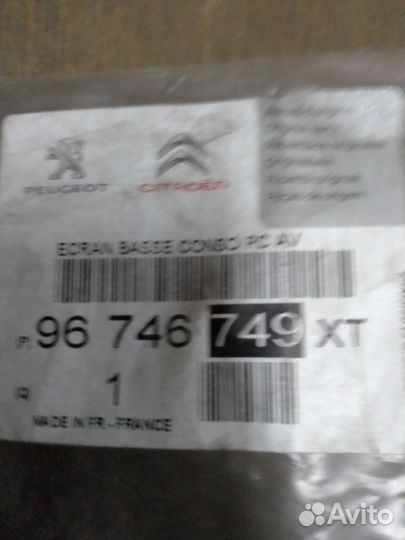 PEUGEOT
CITROËN
ECRAN BASSE CONSO PC AV
(P) 96 746 749 XT
(Q) 1
MADE IN FR - FRANCE
Avito